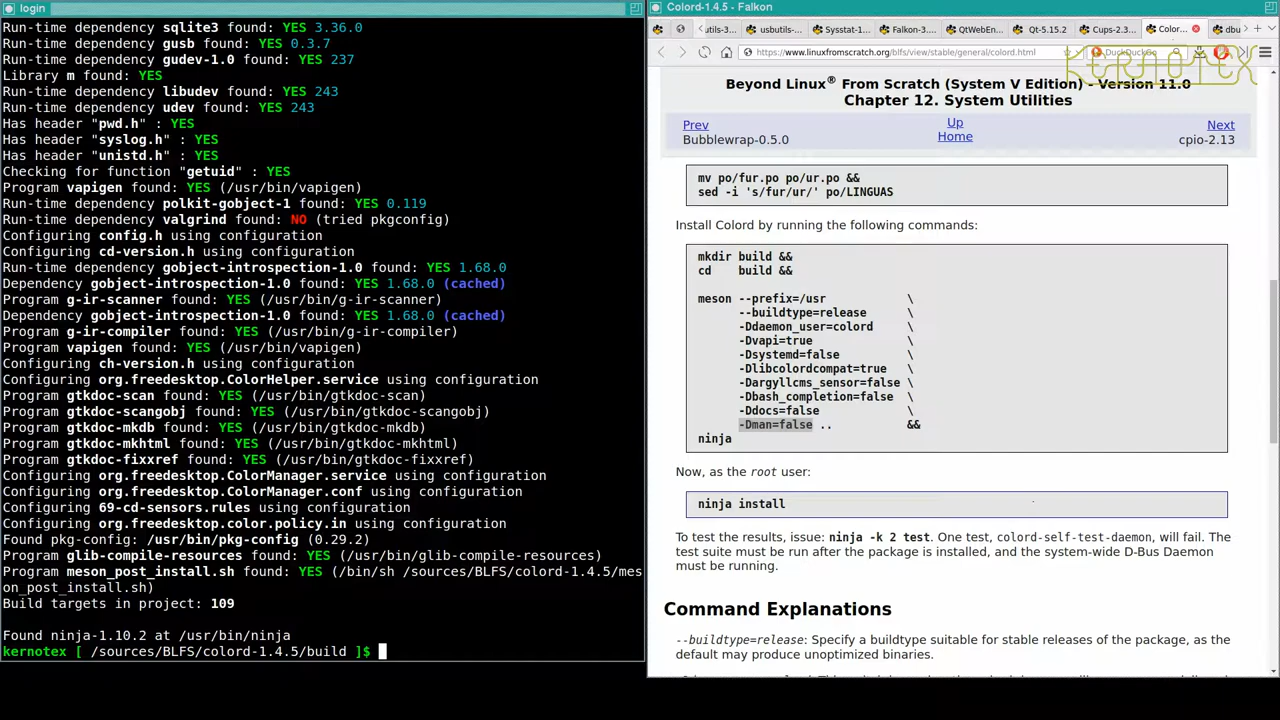 login
Run-time dependency sqlite3 found: YES 3.36.0
Run-time dependency gusb found: YES 0.3.7
Run-time dependency gudev-1.0 found: YES 237
Library m found: YES
Run-time dependency libudev found: YES 243
Run-time dependency udev found: YES 243
Has header "pwd.h" : YES
Has header "syslog.h" : YES
Has header "unistd.h" : YES
Checking for function "getuid" : YES
Program vapigen found: YES (/usr/bin/vapigen)
Run-time dependency polkit-gobject-1 found: YES 0.119
Run-time dependency valgrind found: NO (tried pkgconfig)
Configuring config.h using configuration
Configuring cd-version.h using configuration
Run-time dependency gobject-introspection-1.0 found: YES 1.68.0
Dependency gobject-introspection-1.0 found: YES 1.68.0 (cached)
Program g-ir-scanner found: YES (/usr/bin/g-ir-scanner)
Dependency gobject-introspection-1.0 found: YES 1.68.0 (cached)
Program g-ir-compiler found: YES (/usr/bin/g-ir-compiler)
Program vapigen found: YES (/usr/bin/vapigen)
Configuring ch-version.h using configuration
Configuring org.freedesktop.ColorHelper.service using configuration
Program gtkdoc-scan found: YES (/usr/bin/gtkdoc-scan)
Program gtkdoc-scangobj found: YES (/usr/bin/gtkdoc-scangobj)
Program gtkdoc-mkdb found: YES (/usr/bin/gtkdoc-mkdb)
Program gtkdoc-mkhtml found: YES (/usr/bin/gtkdoc-mkhtml)
Program gtkdoc-fixxref found: YES (/usr/bin/gtkdoc-fixxref)
Configuring org.freedesktop.ColorManager.service using configuration
Configuring org.freedesktop.ColorManager.conf using configuration
Configuring 69-cd-sensors.rules using configuration
Configuring org.freedesktop.color.policy.in using configuration
Found pkg-config: /usr/bin/pkg-config (0.29.2)
Program glib-compile-resources found: YES (/usr/bin/glib-compile-resources)
Program meson_post_install.sh found: YES (/bin/sh /sources/BLFS/colord-1.4.5/mes
on_post_install.sh)
Build targets in project: 109
Found ninja-1.10.2 at /usr/bin/ninja
kernotex [ /sources/BLFS/colord-1.4.5/build ]$
Colord-1.4.5 - Falkon
utils-3... usbutils-... Sysstat-1... Falkon-3.... QtWebEn... Qt-5.15.2 Cups-2.3... Color... dbu
https://www.linuxfromscratch.org/blfs/view/stable/general/colord.html DuckDuckGo
KERNOTEX
Beyond Linux® From Scratch (System V Edition) - Version 11.0
Chapter 12. System Utilities
Prev Up Next
Bubblewrap-0.5.0 Home cpio-2.13
mv po/fur.po po/ur.po &&
sed -i 's/fur/ur/' po/LINGUAS
Install Colord by running the following commands:
mkdir build &&
cd build &&
meson --prefix=/usr \
--buildtype=release \
-Ddaemon_user=colord \
-Dvapi=true \
-Dsystemd=false \
-Dlibcolordcompat=true \
-Dargyllcms_sensor=false \
-Dbash_completion=false \
-Ddocs=false \
-Dman=false .. &&
ninja
Now, as the root user:
ninja install
To test the results, issue: ninja -k 2 test. One test, colord-self-test-daemon, will fail. The
test suite must be run after the package is installed, and the system-wide D-Bus Daemon
must be running.
Command Explanations
--buildtype=release: Specify a buildtype suitable for stable releases of the package, as the
default may produce unoptimized binaries.